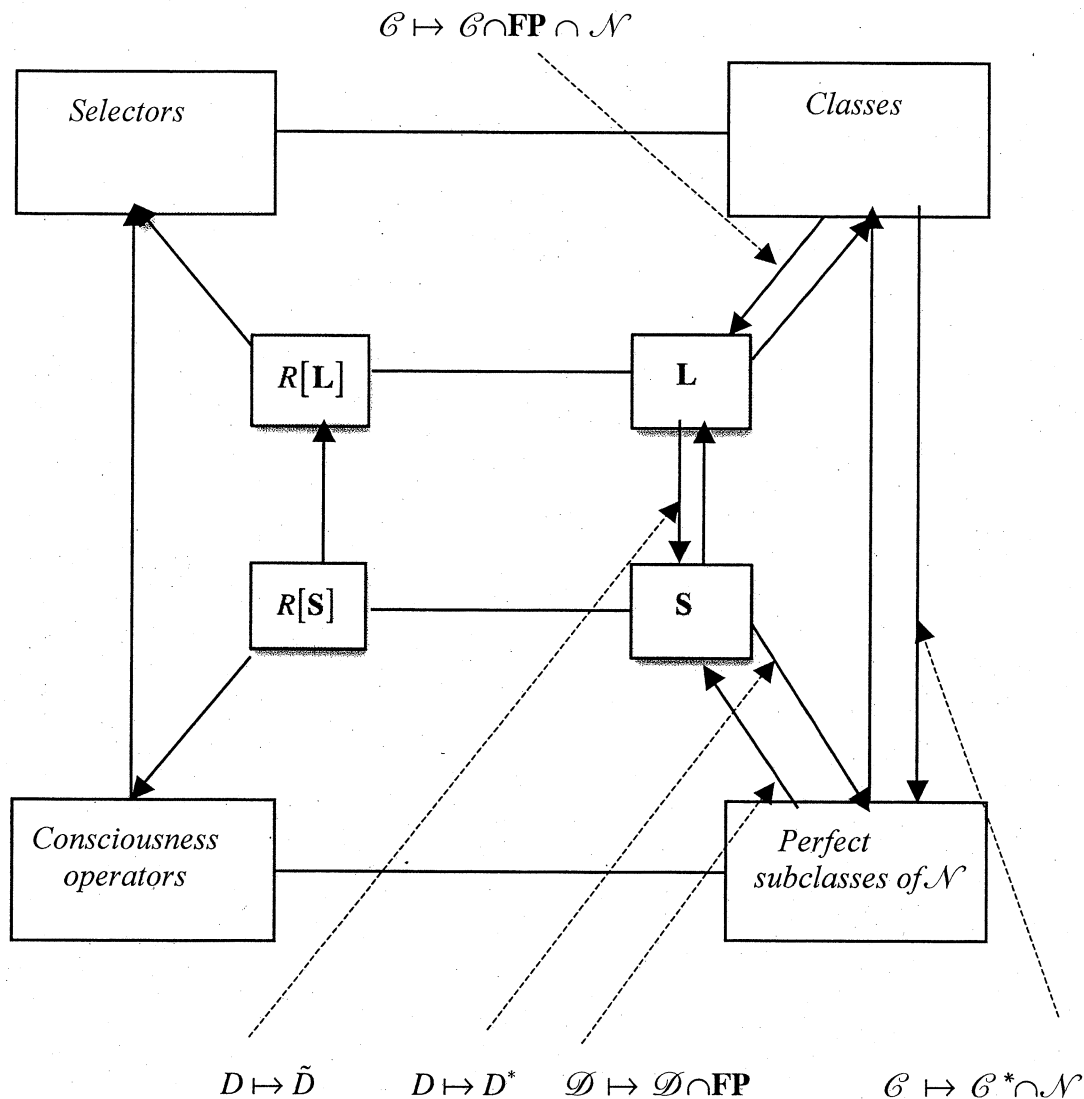 𝒞 ↦ 𝒞∩𝐅𝐏 ∩ 𝒩
Selectors
Classes
R[𝐋]
𝐋
R[𝐒]
𝐒
Consciousness
operators
Perfect
subclasses of 𝒩
D ↦ D̃
D ↦ D*
𝒟 ↦ 𝒟∩𝐅𝐏
𝒞 ↦ 𝒞*∩𝒩